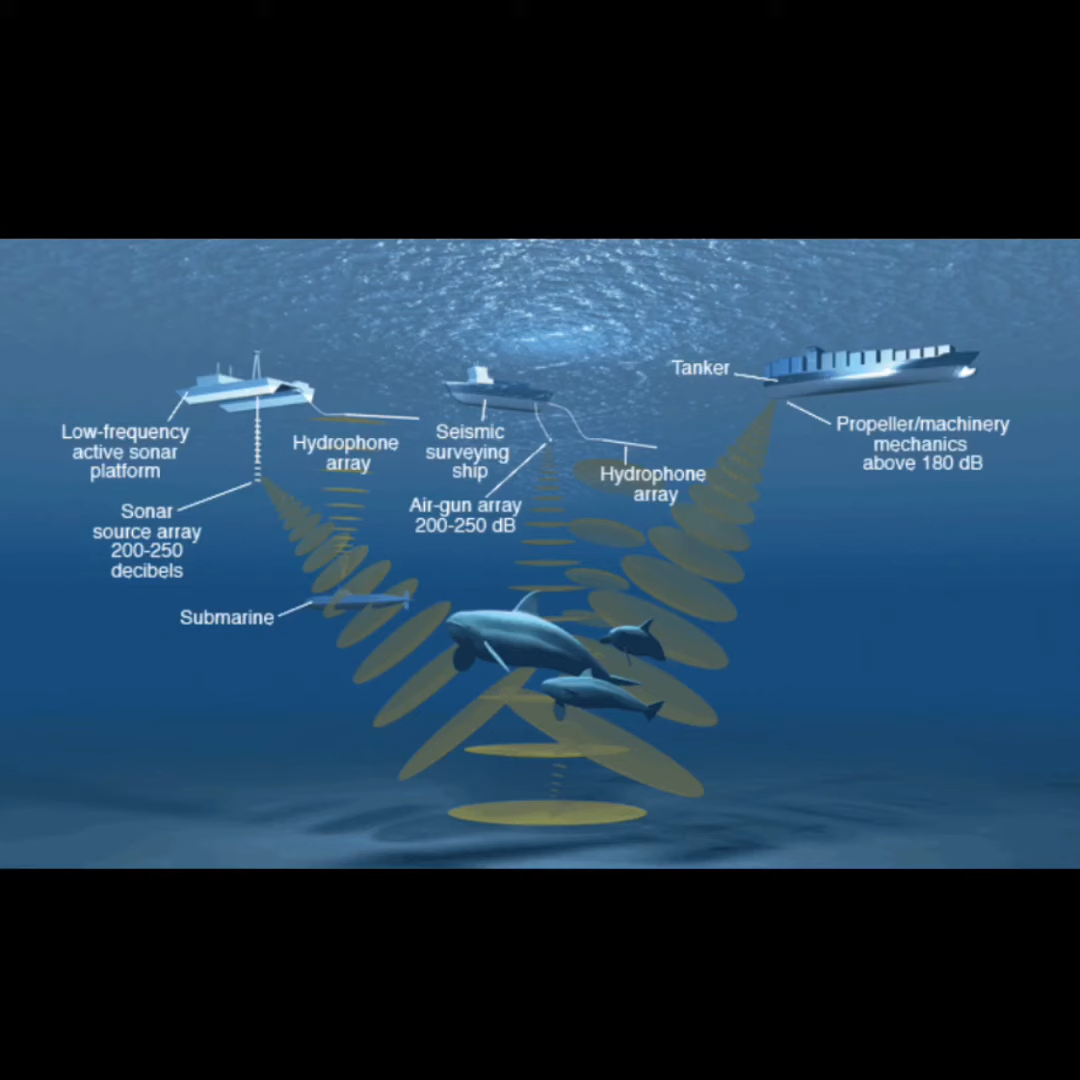 Low-frequency
active sonar
platform
Sonar
source array
200-250
decibels
Submarine
Hydrophone
array
Seismic
surveying
ship
Air-gun array
200-250 dB
Hydrophone
array
Tanker
Propeller/machinery
mechanics
above 180 dB